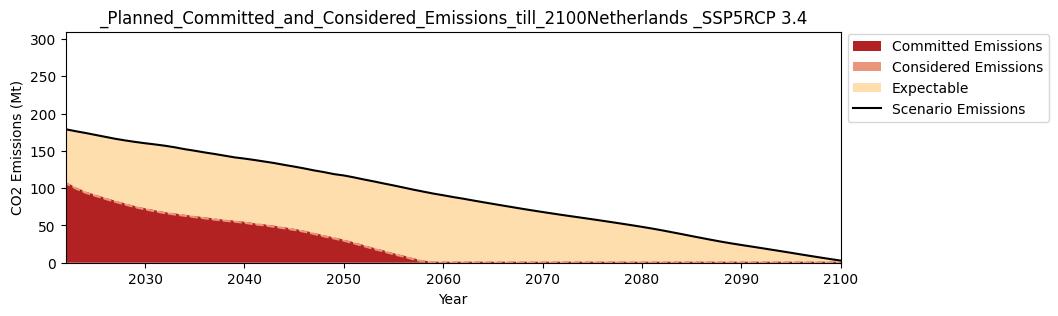 _Planned_Committed_and_Considered_Emissions_till_2100Netherlands _SSP5RCP 3.4
300
250
200
150
100
50
0
CO2 Emissions (Mt)
2030 2040 2050 2060 2070 2080 2090 2100
Year
Committed Emissions
Considered Emissions
Expectable
Scenario Emissions